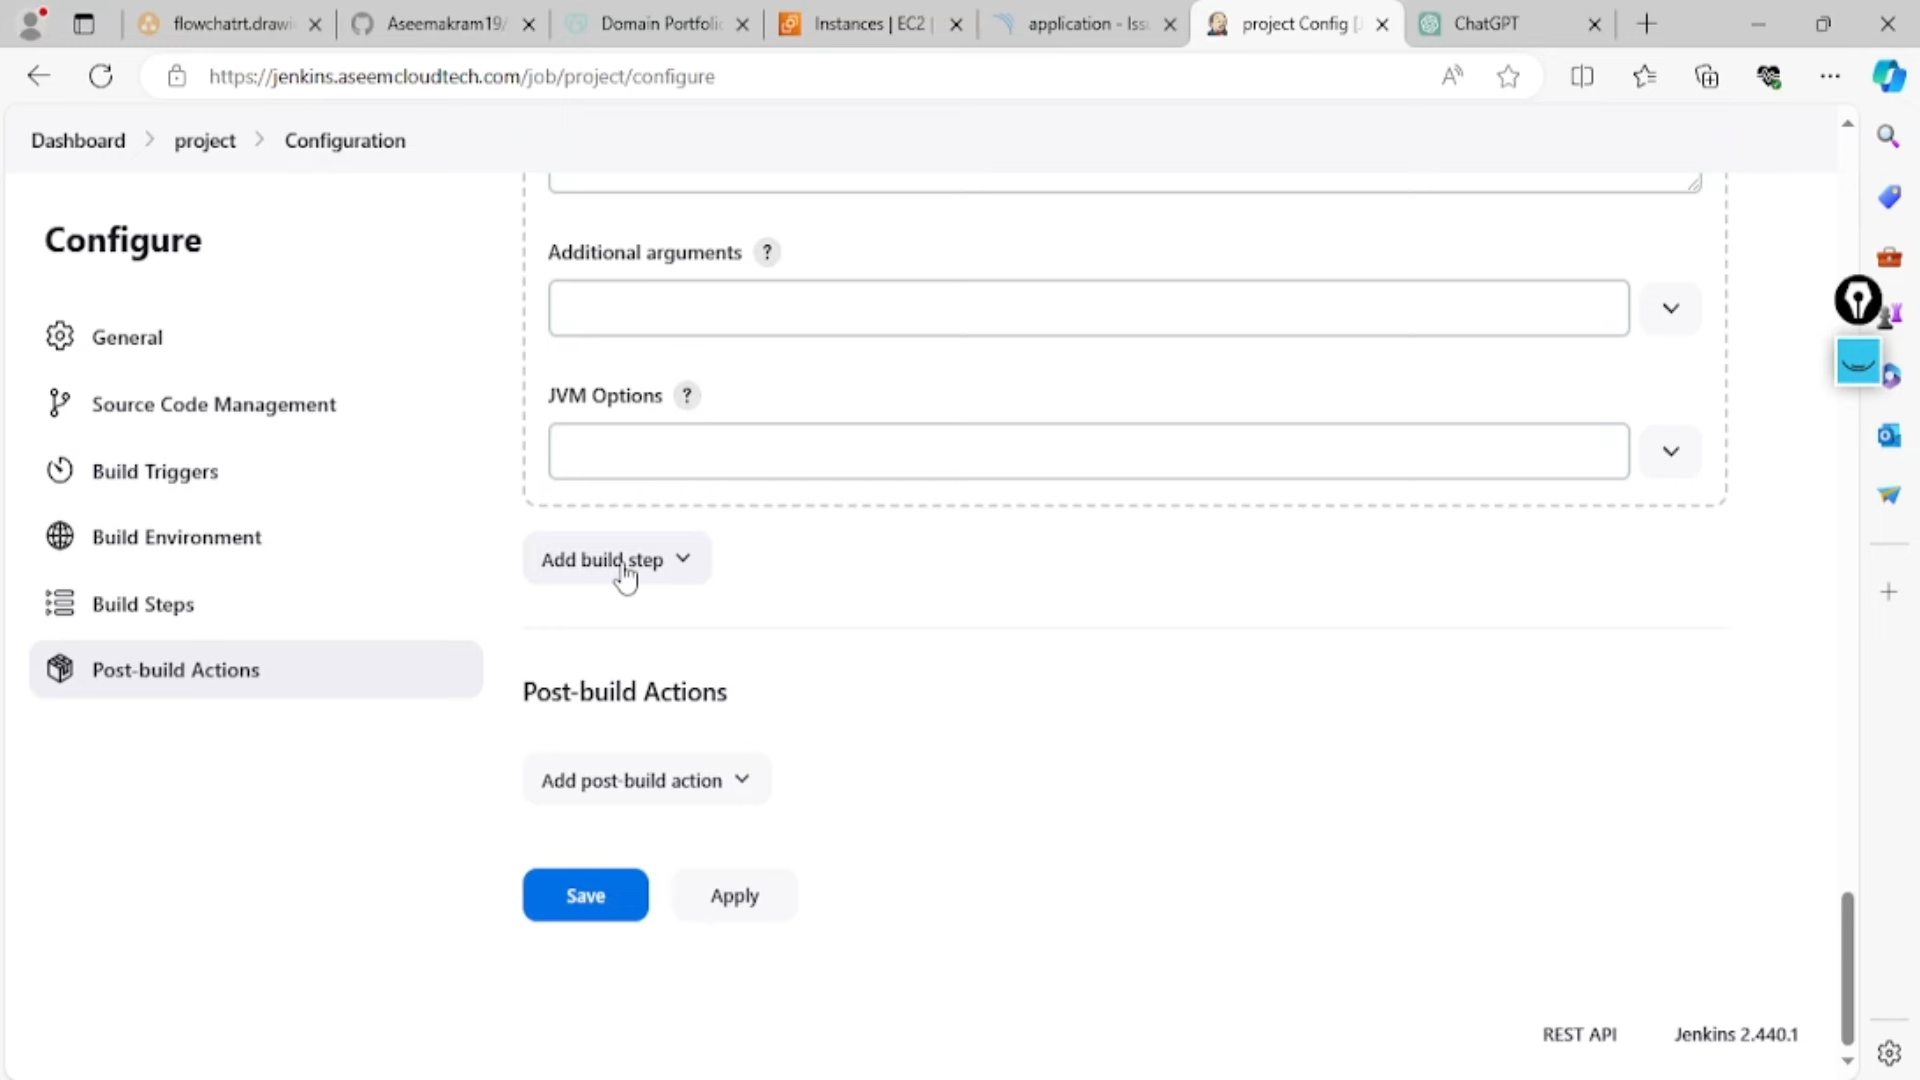 flowchatrt.drawi
Aseemakram19/
Domain Portfolio
Instances | EC2 |
application - Issu
project Config [J
ChatGPT
https://jenkins.aseemcloudtech.com/job/project/configure
Dashboard > project > Configuration
Configure
General
Source Code Management
Build Triggers
Build Environment
Build Steps
Post-build Actions
Additional arguments ?
JVM Options ?
Add build step
Post-build Actions
Add post-build action
Save
Apply
REST API
Jenkins 2.440.1